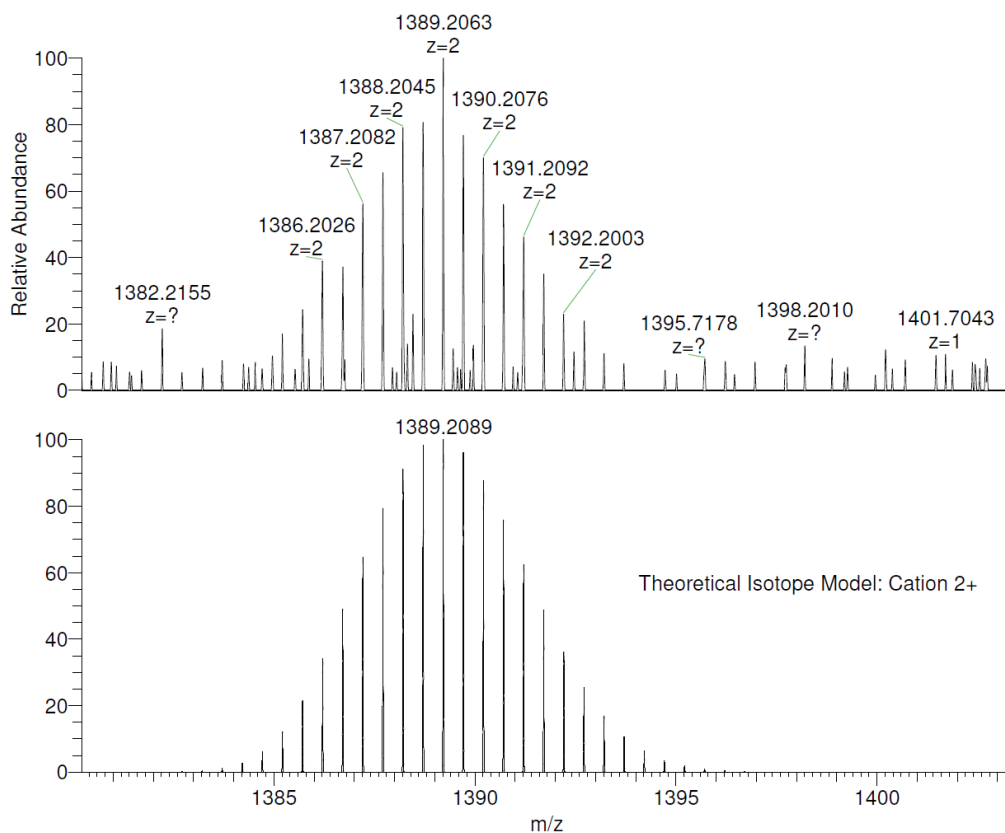 1389.2063
z=2
1388.2045
z=2
1390.2076
z=2
1387.2082
z=2
1391.2092
z=2
1386.2026
z=2
1392.2003
z=2
1382.2155
z=?
1395.7178
z=?
1398.2010
z=?
1401.7043
z=1
Relative Abundance
100
80
60
40
20
0
1389.2089
100
80
60
40
20
0
Theoretical Isotope Model: Cation 2+
1385
1390
1395
1400
m/z